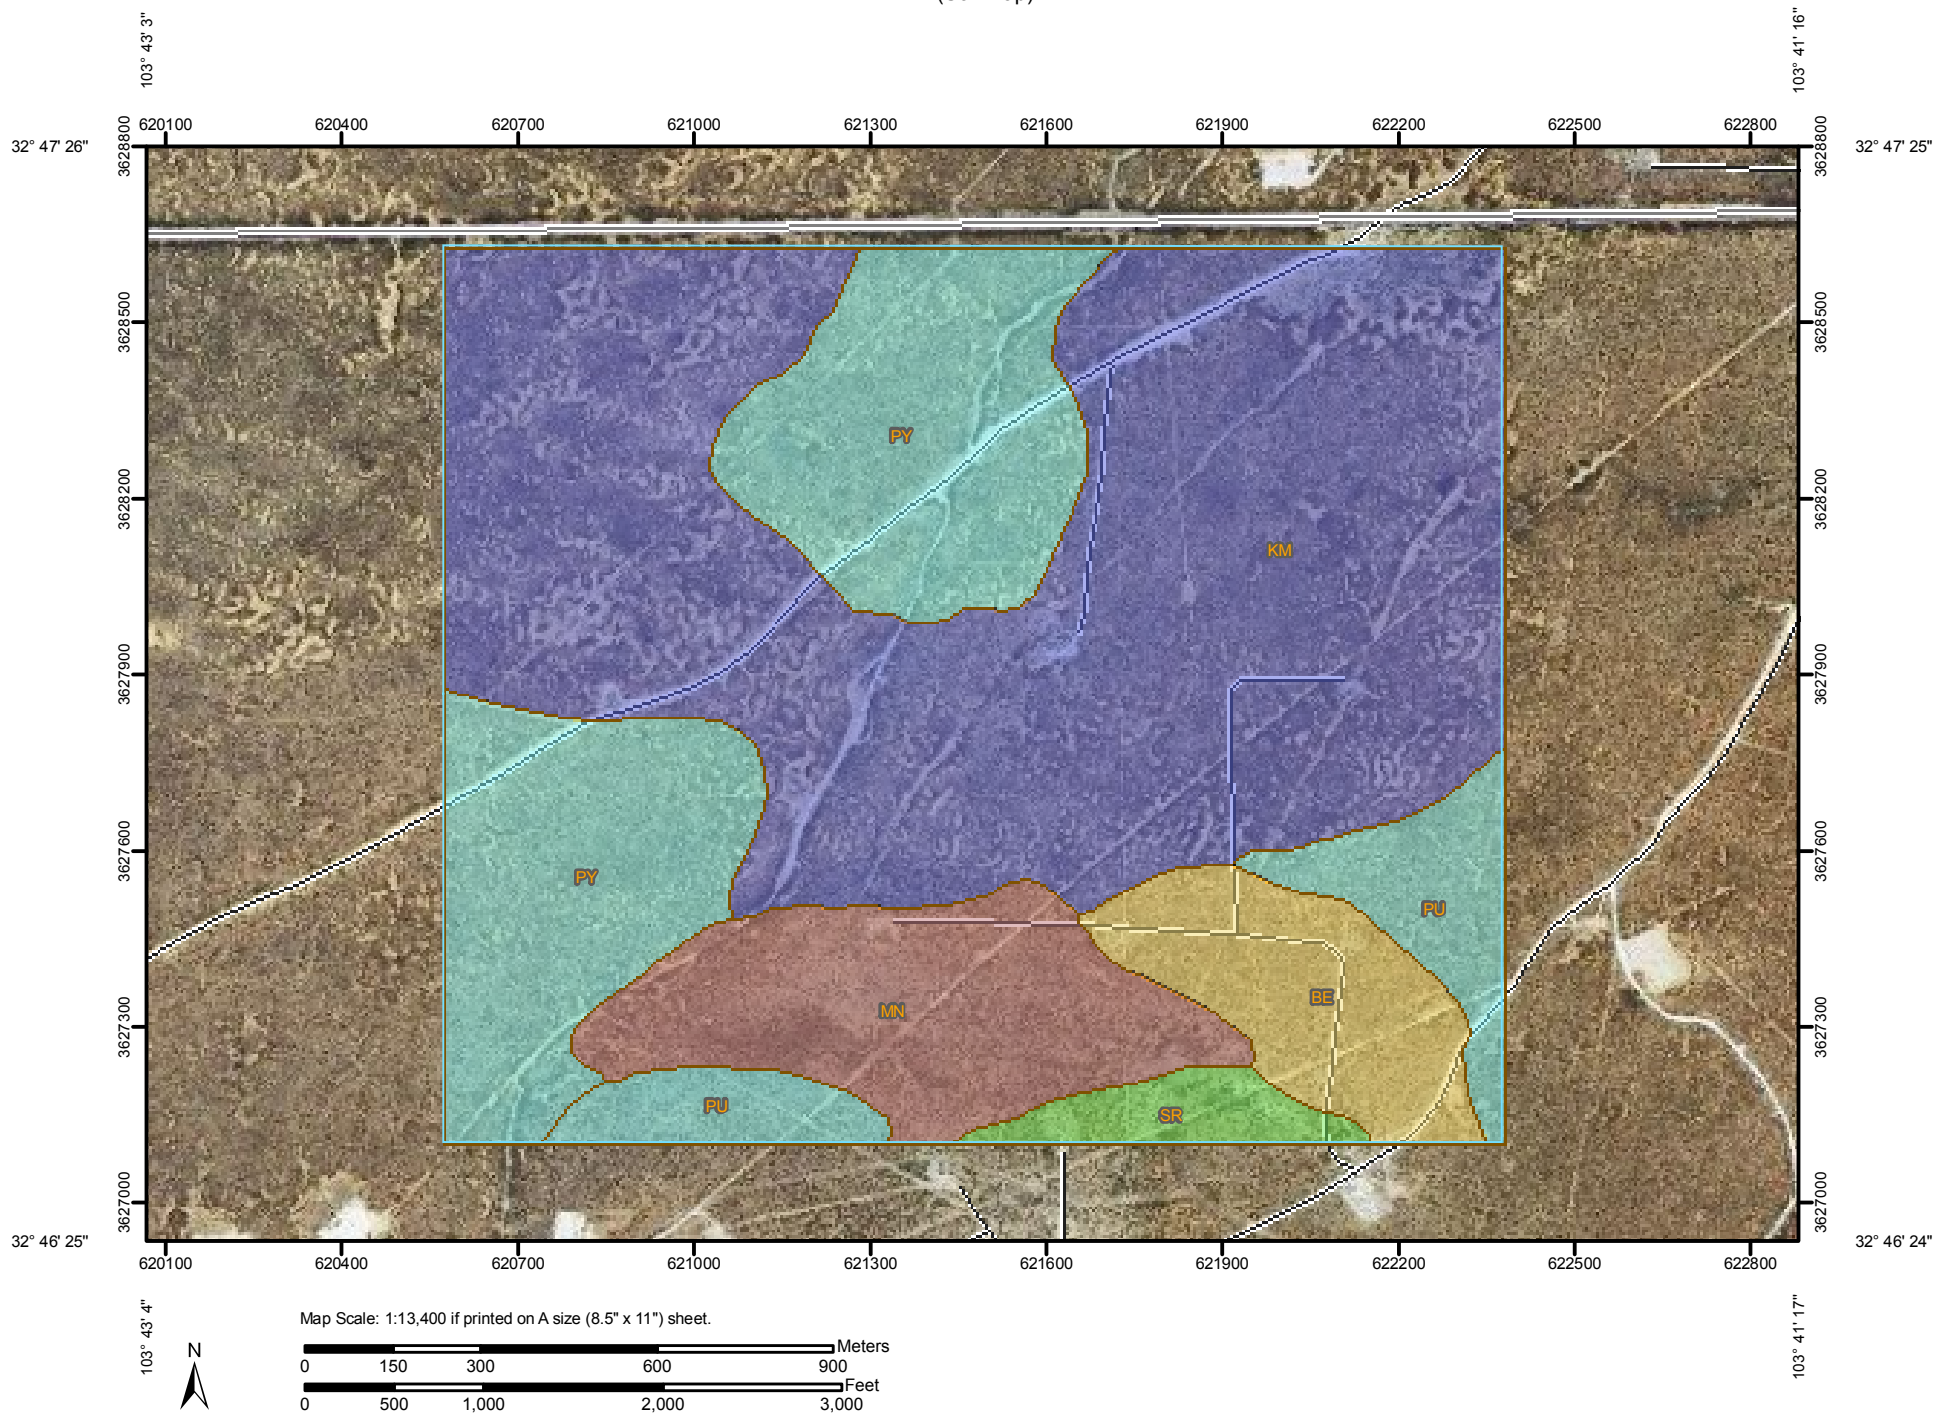 103° 43' 3"
103° 41' 16"
620100 620400 620700 621000 621300 621600 621900 622200 622500 622800
32° 47' 26"
32° 47' 25"
3628800
3628800
3628500
3628500
PY
3628200
3628200
KM
3627900
3627900
3627600
3627600
PY
PU
BE
MN
3627300
3627300
PU
SR
3627000
3627000
32° 46' 25"
32° 46' 24"
620100 620400 620700 621000 621300 621600 621900 622200 622500 622800
103° 43' 4"
103° 41' 17"
Map Scale: 1:13,400 if printed on A size (8.5" x 11") sheet.
N
Meters
0 150 300 600 900
Feet
0 500 1,000 2,000 3,000